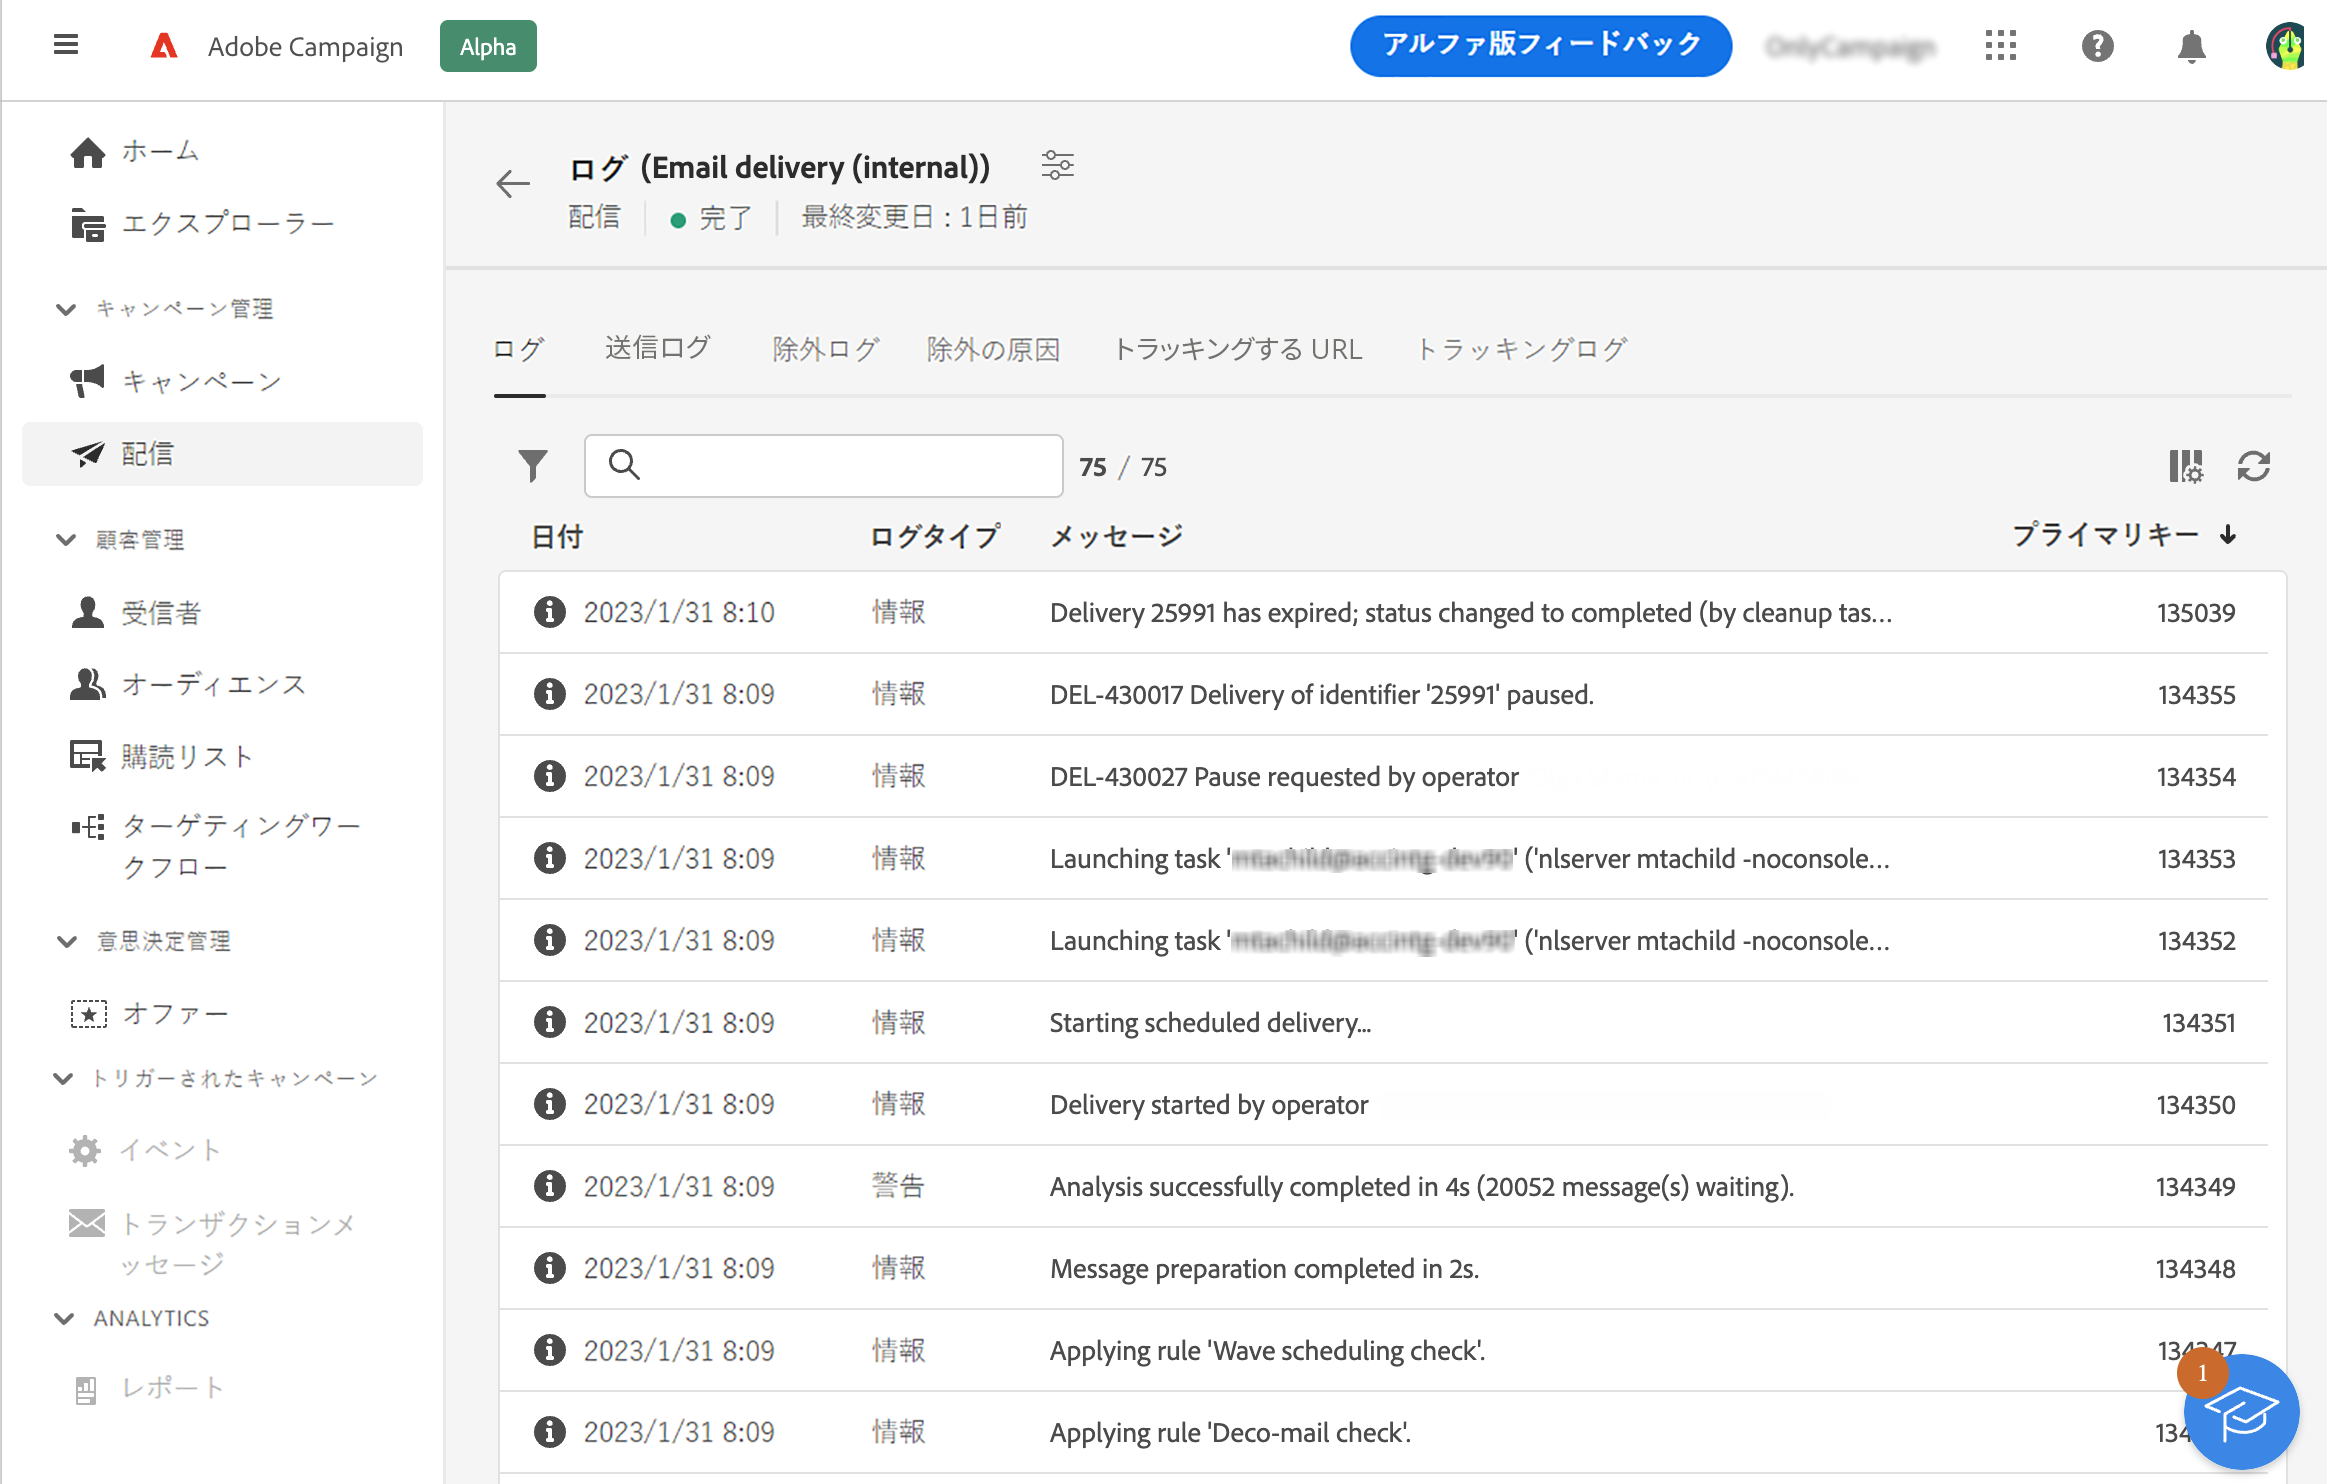 Adobe Campaign
Alpha
アルファ版フィードバック
ホーム
エクスプローラー
キャンペーン管理
キャンペーン
配信
顧客管理
受信者
オーディエンス
購読リスト
ターゲティングワー
クフロー
意思決定管理
オファー
トリガーされたキャンペーン
イベント
トランザクションメ
ッセージ
ANALYTICS
レポート
ログ (Email delivery (internal))
配信 完了 最終変更日 : 1日前
ログ 送信ログ 除外ログ 除外の原因 トラッキングする URL トラッキングログ
75 / 75
日付 ログタイプ メッセージ プライマリキー
2023/1/31 8:10 情報 Delivery 25991 has expired; status changed to completed (by cleanup tas... 135039
2023/1/31 8:09 情報 DEL-430017 Delivery of identifier '25991' paused. 134355
2023/1/31 8:09 情報 DEL-430027 Pause requested by operator 134354
2023/1/31 8:09 情報 Launching task '' ('nlserver mtachild -noconsole... 134353
2023/1/31 8:09 情報 Launching task '' ('nlserver mtachild -noconsole... 134352
2023/1/31 8:09 情報 Starting scheduled delivery... 134351
2023/1/31 8:09 情報 Delivery started by operator 134350
2023/1/31 8:09 警告 Analysis successfully completed in 4s (20052 message(s) waiting). 134349
2023/1/31 8:09 情報 Message preparation completed in 2s. 134348
2023/1/31 8:09 情報 Applying rule 'Wave scheduling check'. 134347
2023/1/31 8:09 情報 Applying rule 'Deco-mail check'. 134
1